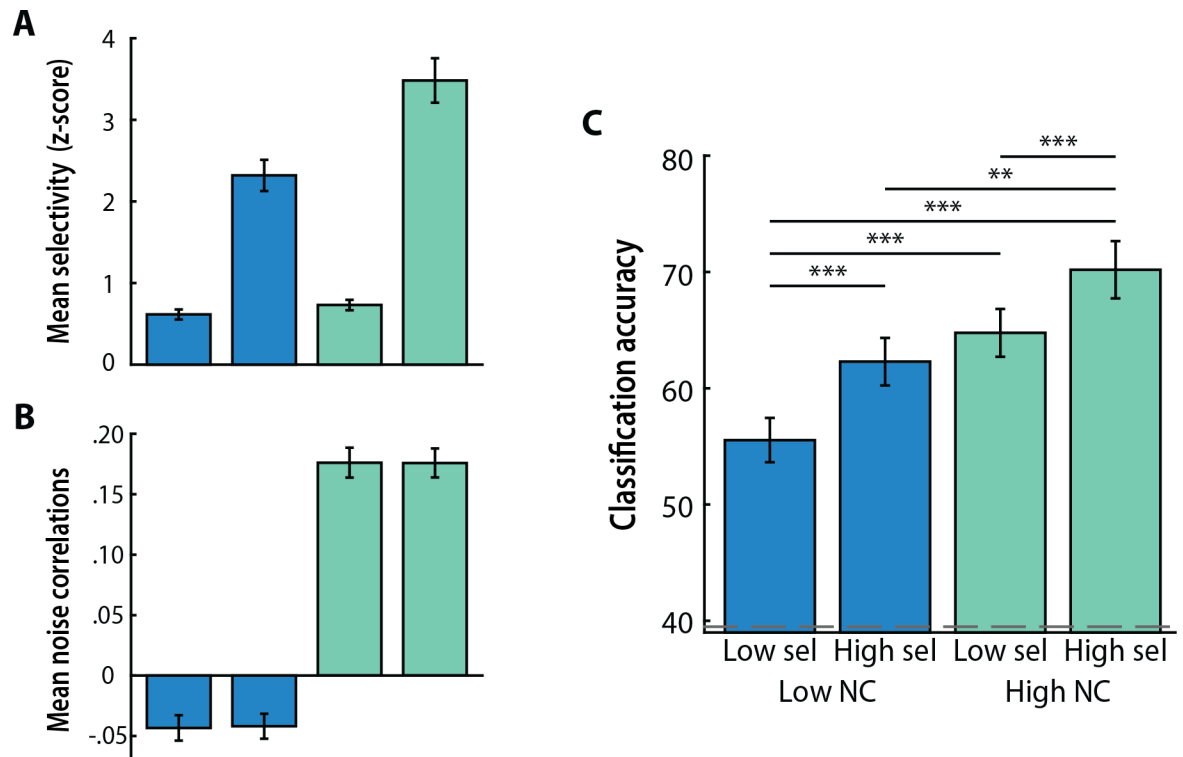 A
Mean selectivity (z-score)
4
3
2
1
0
B
Mean noise correlations
.20
.15
.10
.05
0
-.05
C
Classification accuracy
80
70
60
50
40
***
**
***
***
***
Low sel High sel Low sel High sel
Low NC High NC